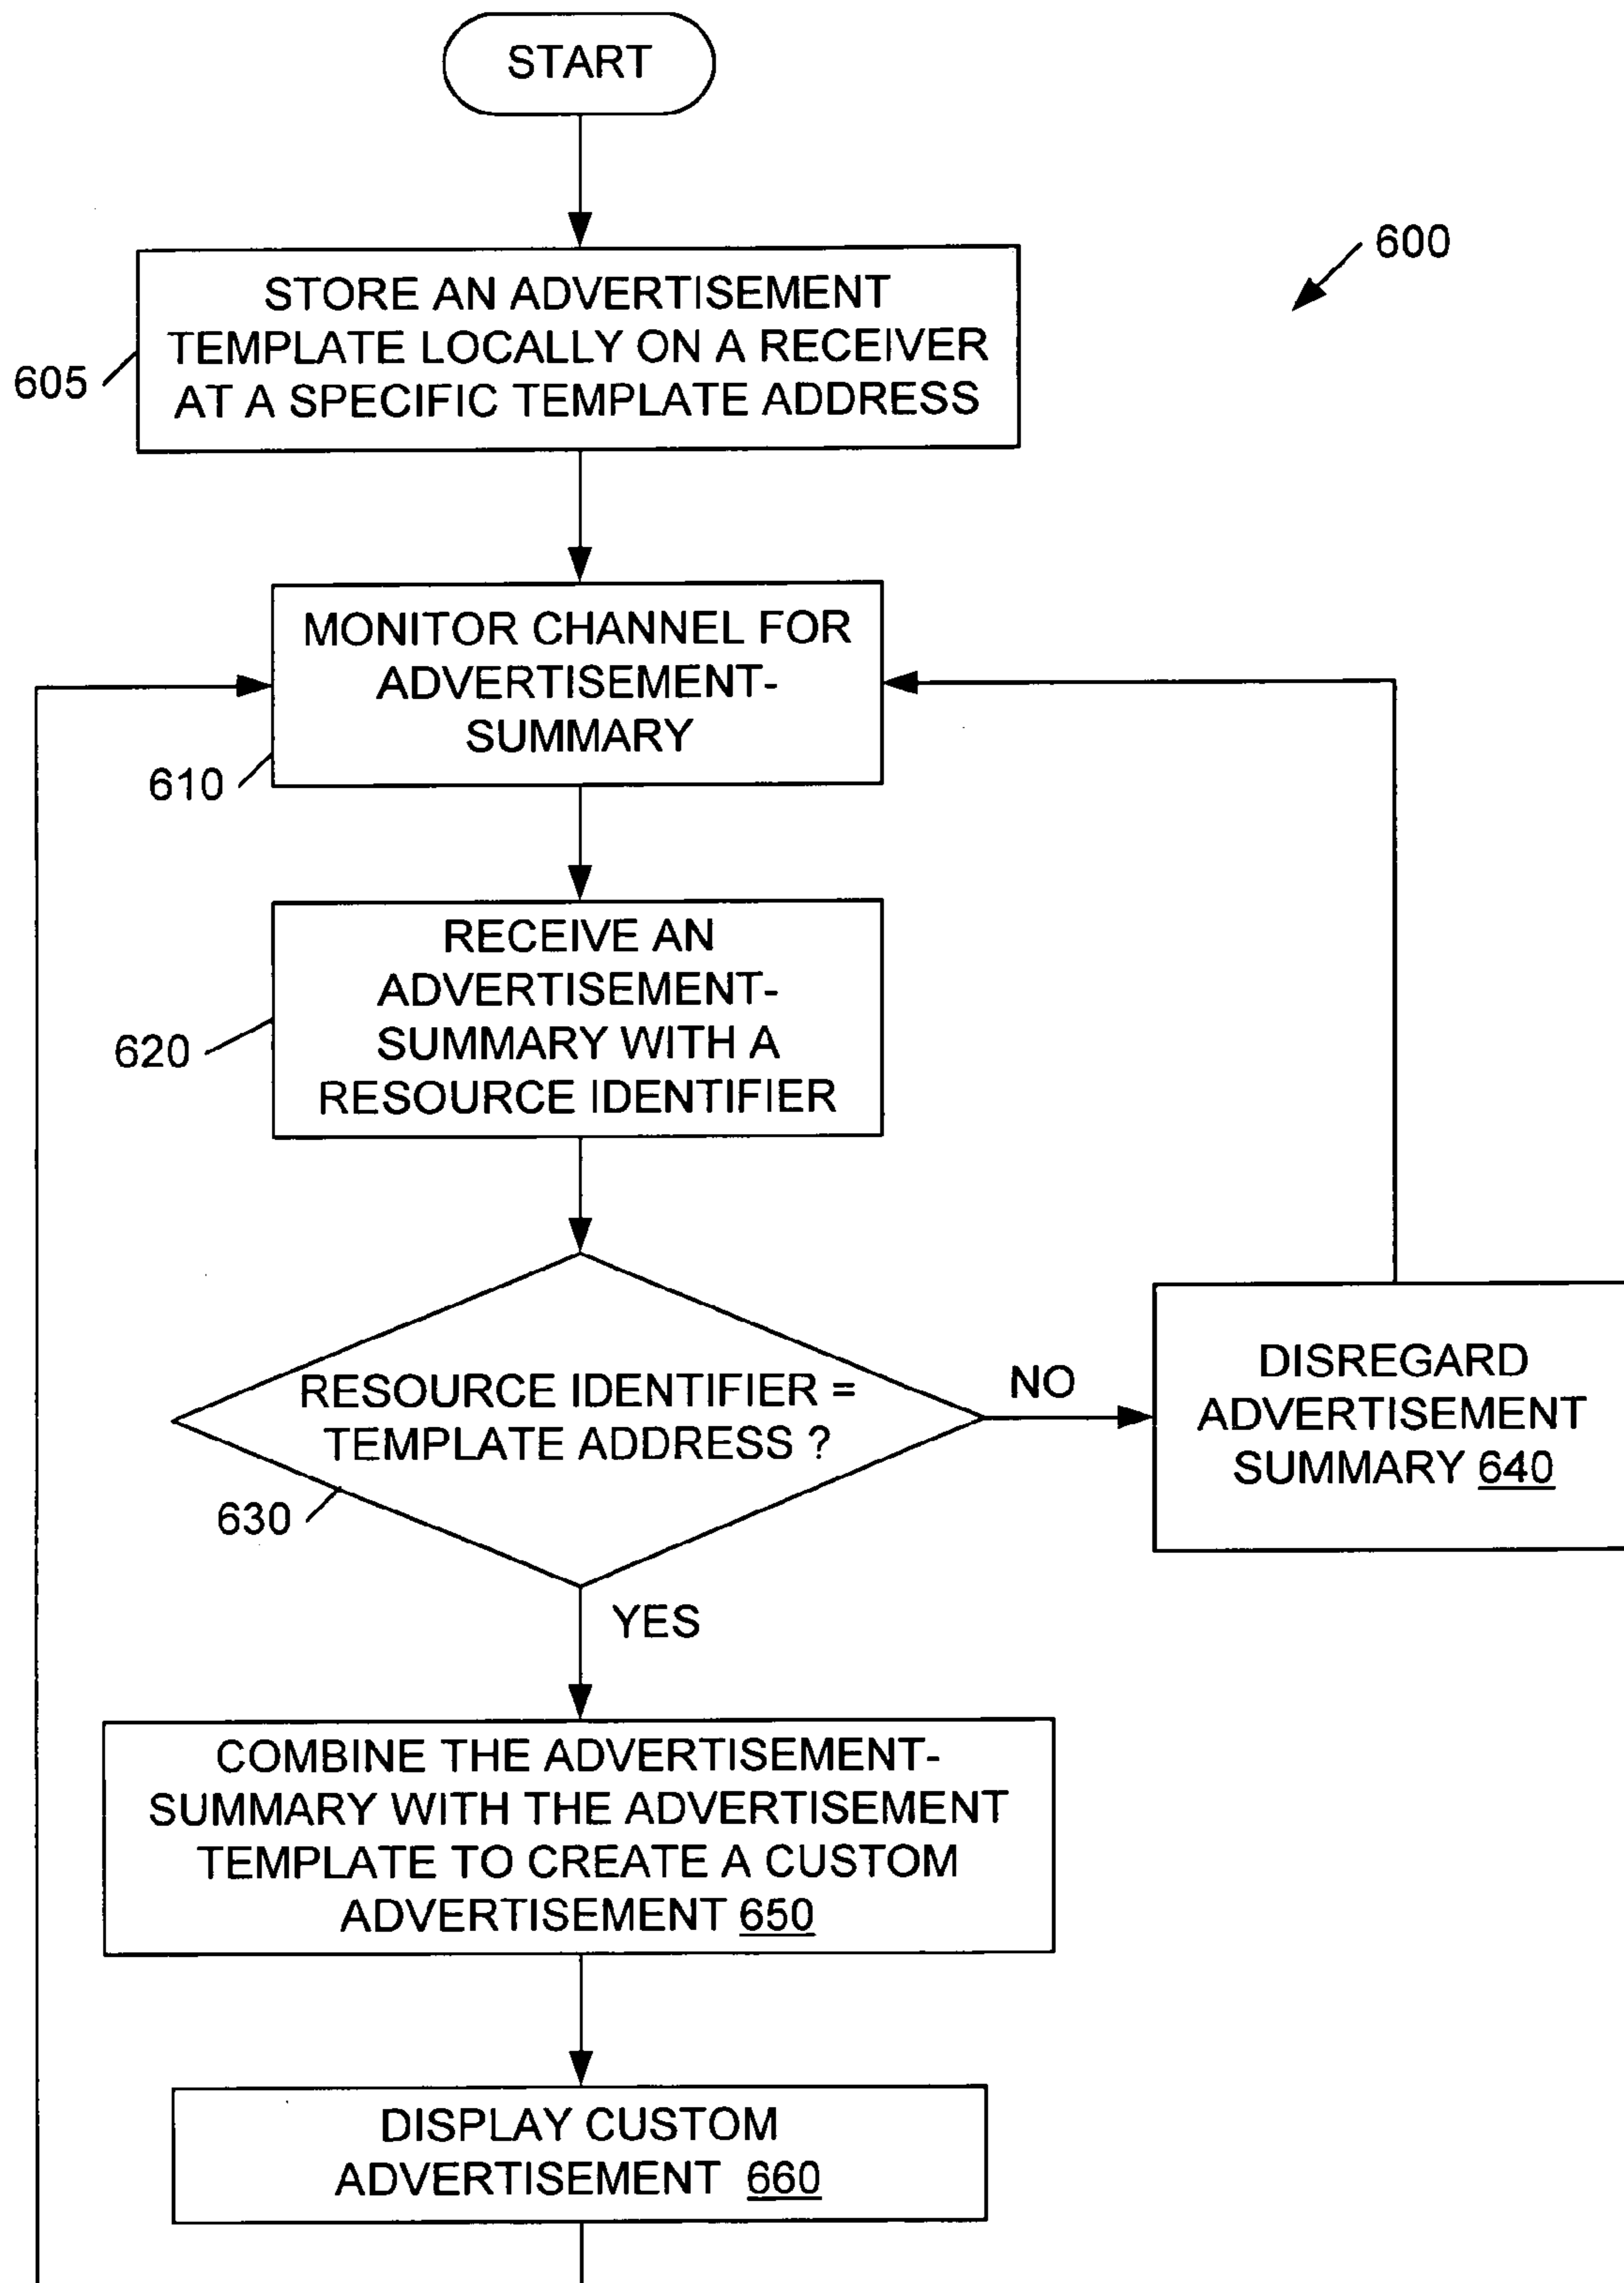 START
600
STORE AN ADVERTISEMENT
TEMPLATE LOCALLY ON A RECEIVER
AT A SPECIFIC TEMPLATE ADDRESS
605
MONITOR CHANNEL FOR
ADVERTISEMENT-
SUMMARY
610
RECEIVE AN
ADVERTISEMENT-
SUMMARY WITH A
RESOURCE IDENTIFIER
620
RESOURCE IDENTIFIER =
TEMPLATE ADDRESS ?
630
NO
DISREGARD
ADVERTISEMENT
SUMMARY 640
YES
COMBINE THE ADVERTISEMENT-
SUMMARY WITH THE ADVERTISEMENT
TEMPLATE TO CREATE A CUSTOM
ADVERTISEMENT 650
DISPLAY CUSTOM
ADVERTISEMENT 660